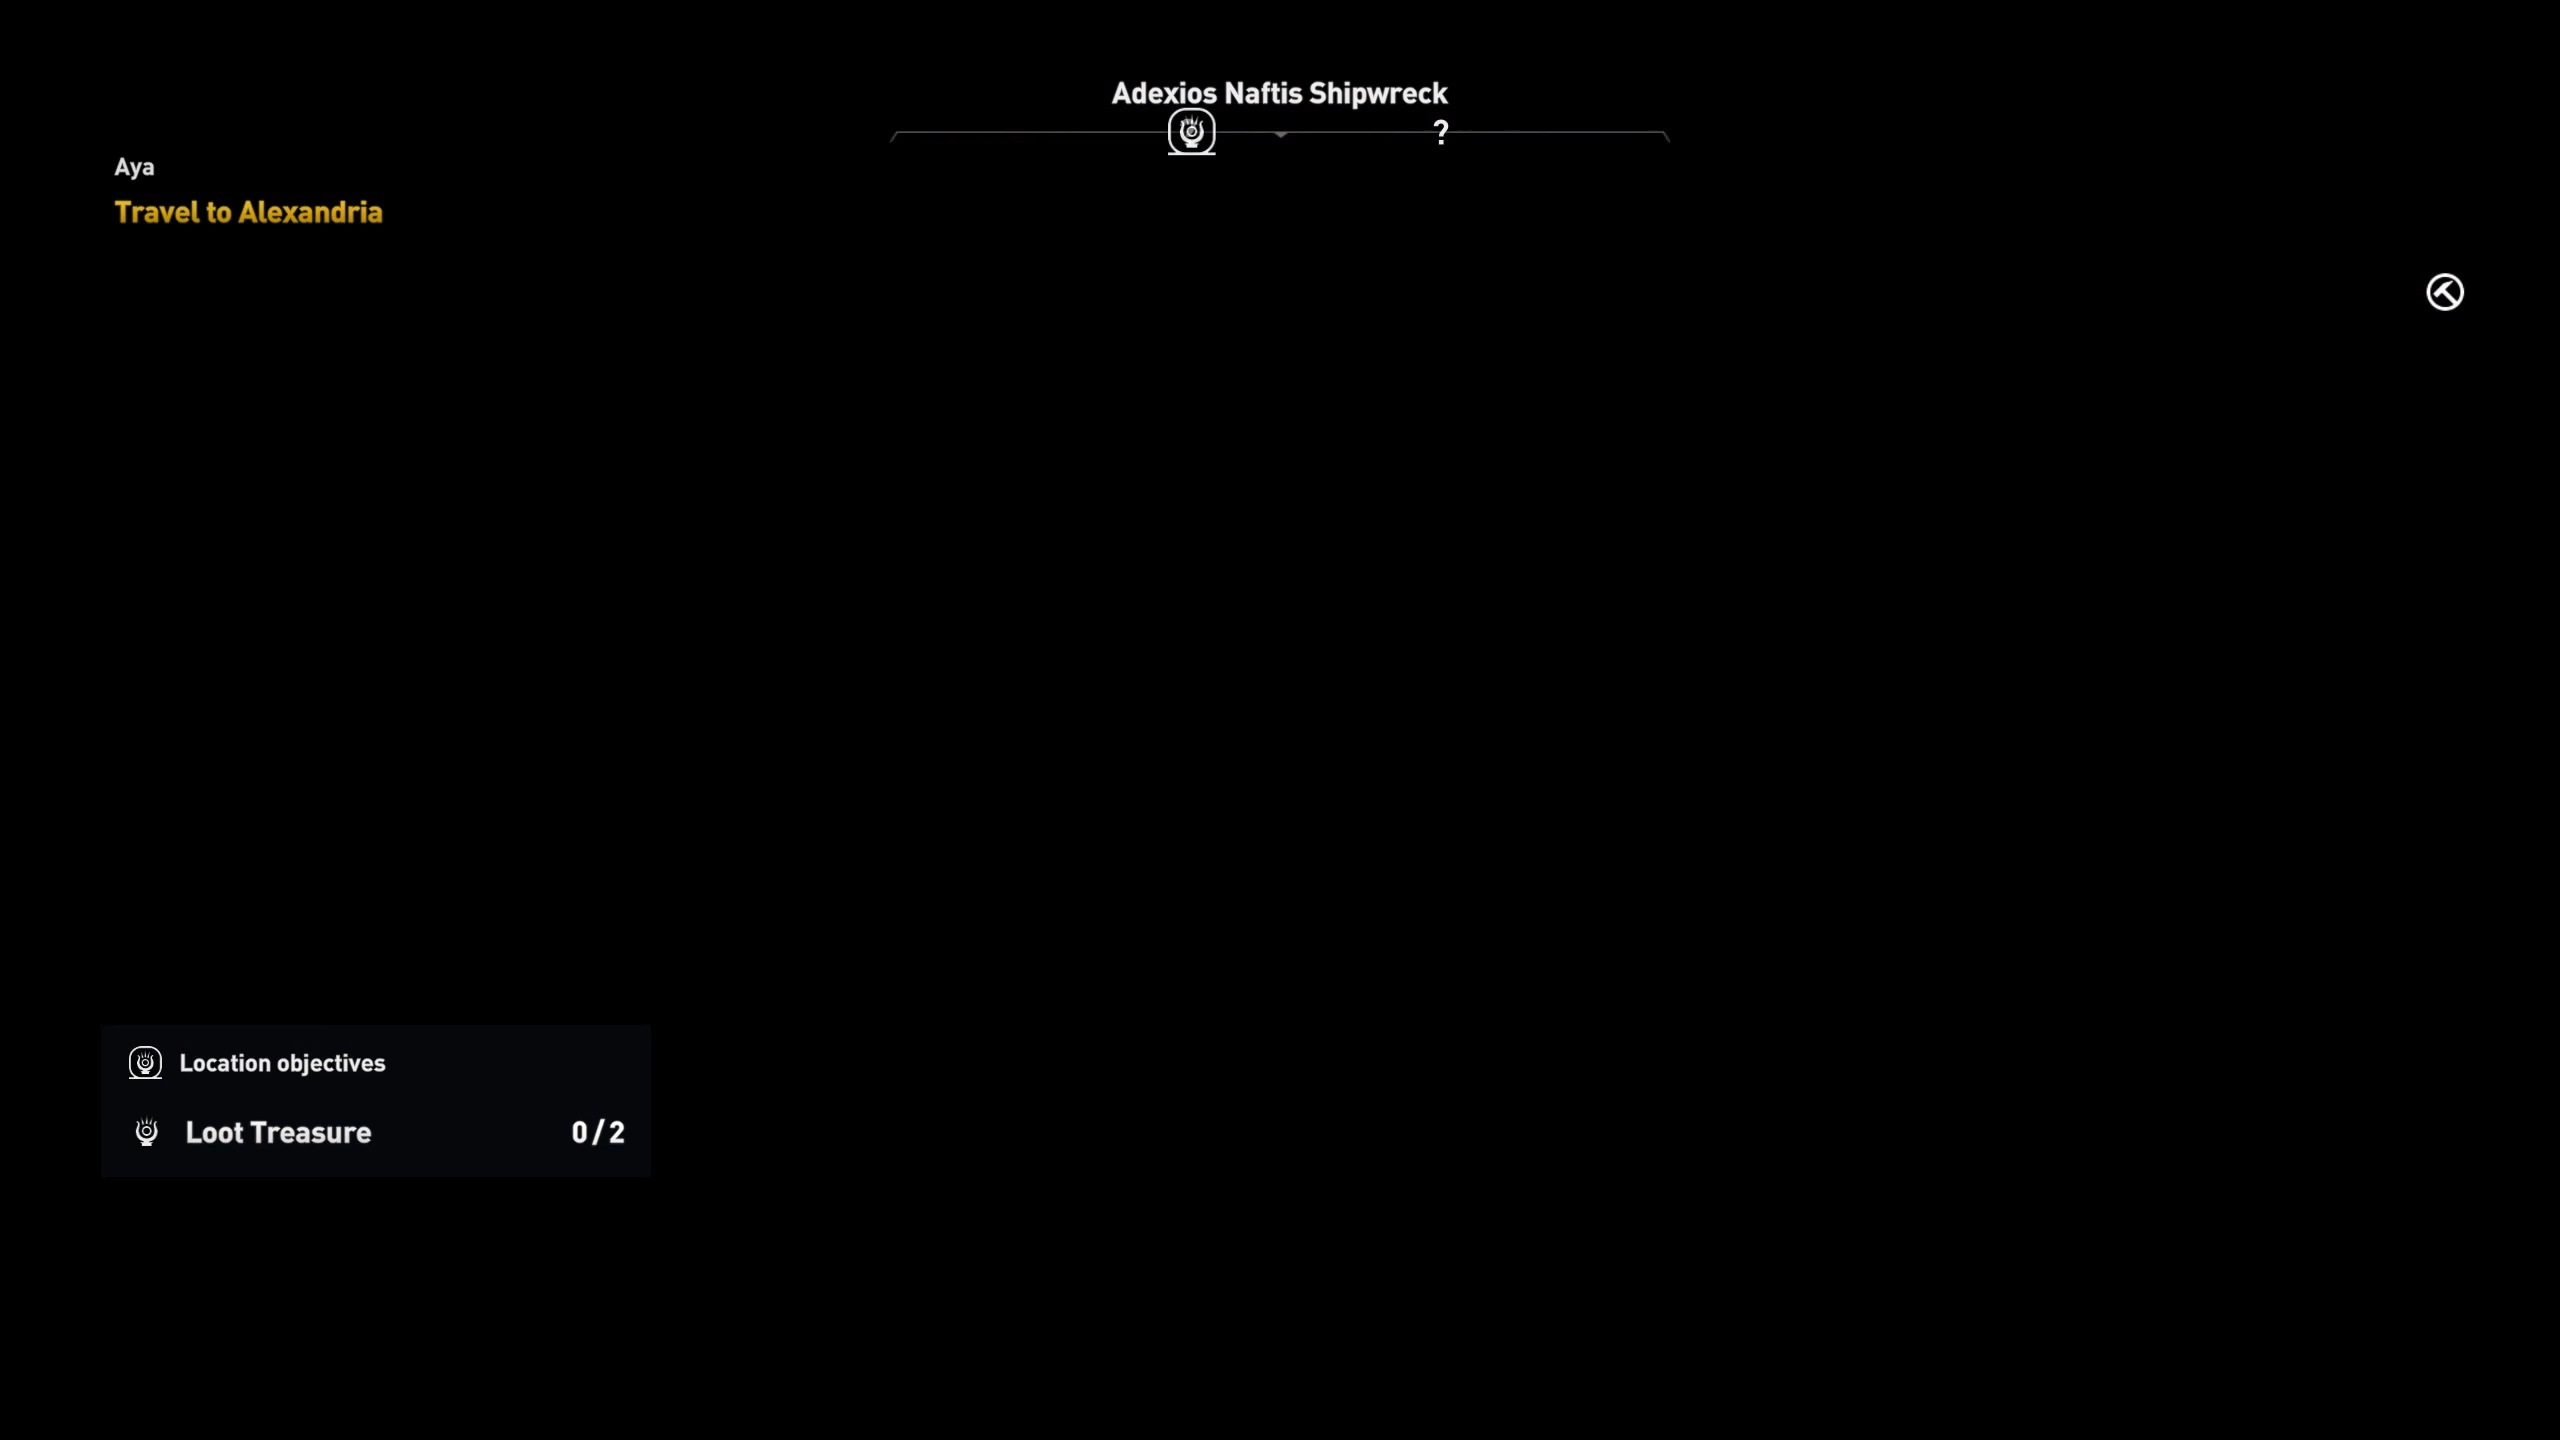 Adexios Naftis Shipwreck
?
Aya
Travel to Alexandria
Location objectives
Loot Treasure 0/2